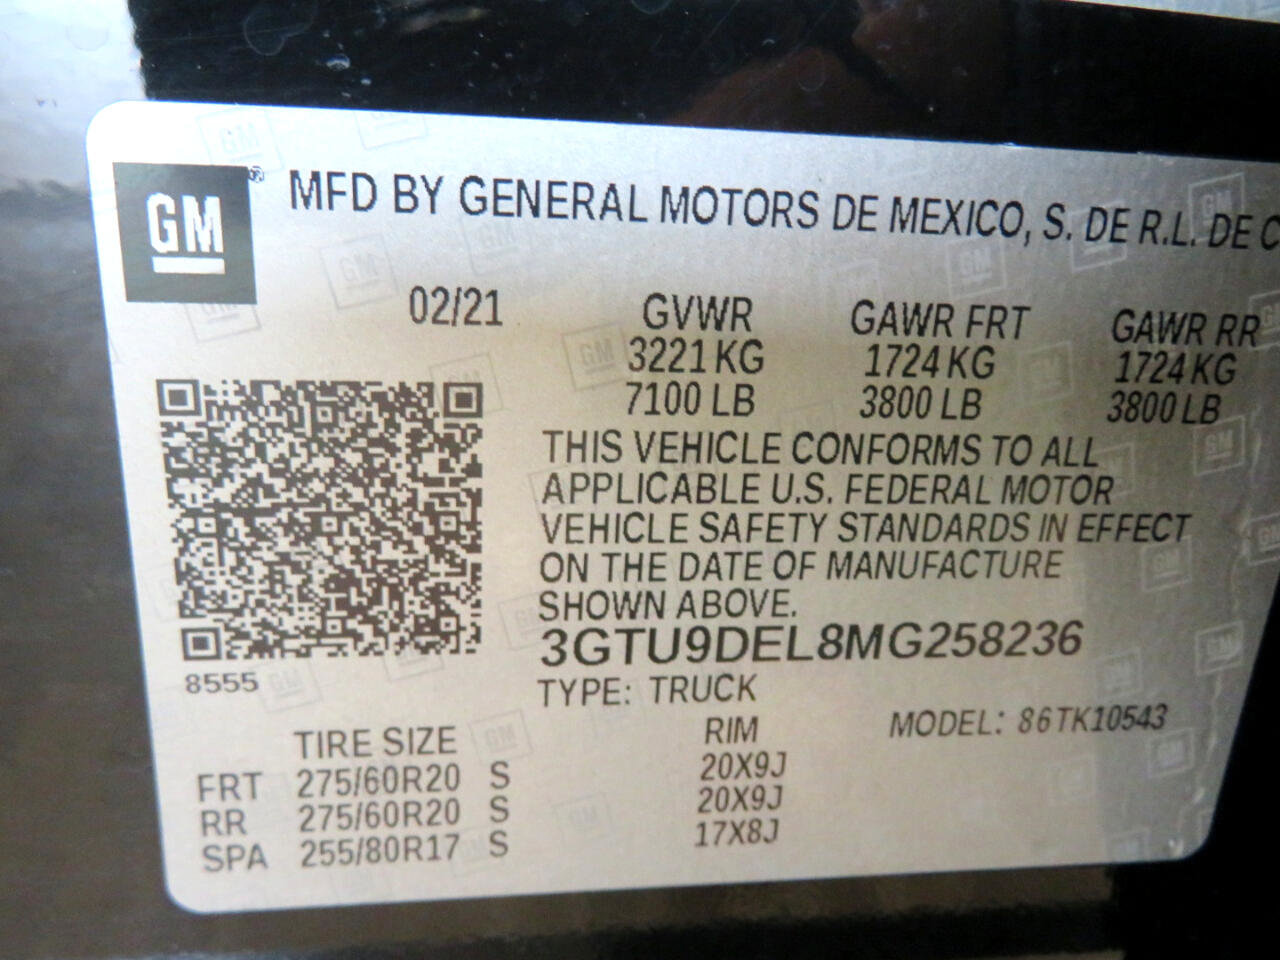 GM ® MFD BY GENERAL MOTORS DE MEXICO, S. DE R.L. DE C
02/21 GVWR GAWR FRT GAWR RR
3221 KG 1724 KG 1724 KG
7100 LB 3800 LB 3800 LB
THIS VEHICLE CONFORMS TO ALL
APPLICABLE U.S. FEDERAL MOTOR
VEHICLE SAFETY STANDARDS IN EFFECT
ON THE DATE OF MANUFACTURE
SHOWN ABOVE.
3GTU9DEL8MG258236
8555 TYPE: TRUCK
MODEL: 86TK10543
TIRE SIZE RIM
FRT 275/60R20 S 20X9J
RR 275/60R20 S 20X9J
SPA 255/80R17 S 17X8J